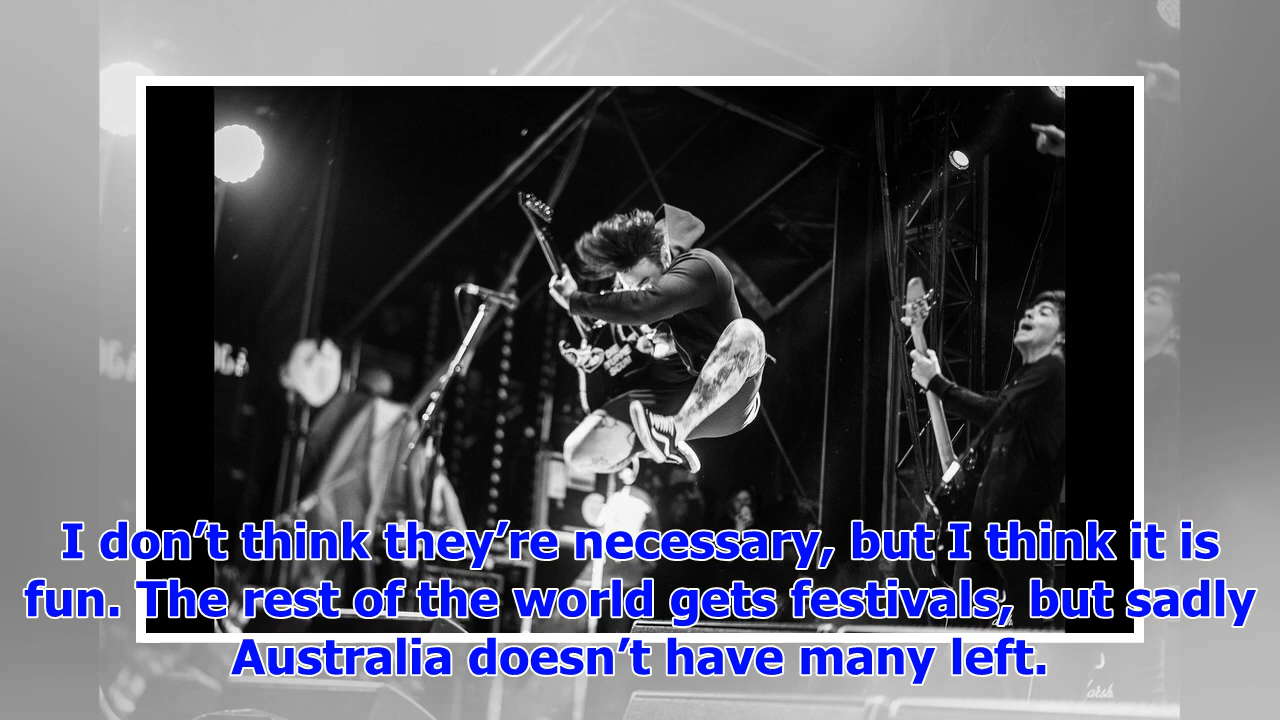 I don’t think they’re necessary, but I think it is
fun. The rest of the world gets festivals, but sadly
Australia doesn’t have many left.